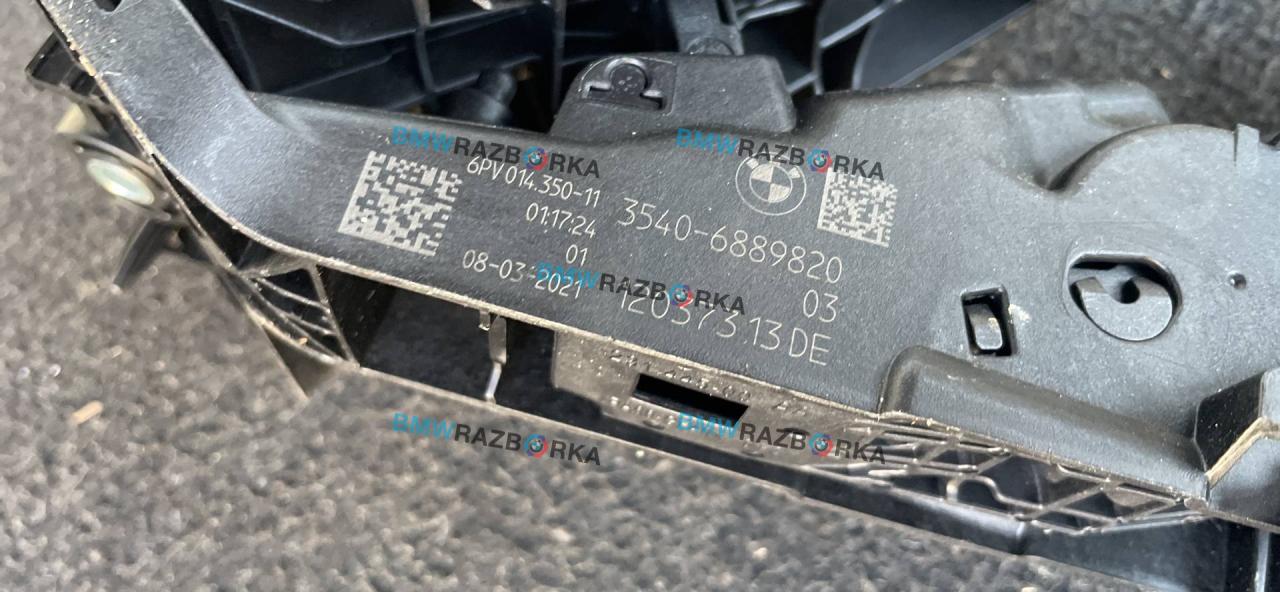 BMWRAZBORKA
BMWRAZBORKA
6PV 014.350-11
01:17:24
01
08-03-2021
3540-6889820
03
120373.13 DE
BMWRAZBORKA
BMWRAZBORKA
BMWRAZBORKA